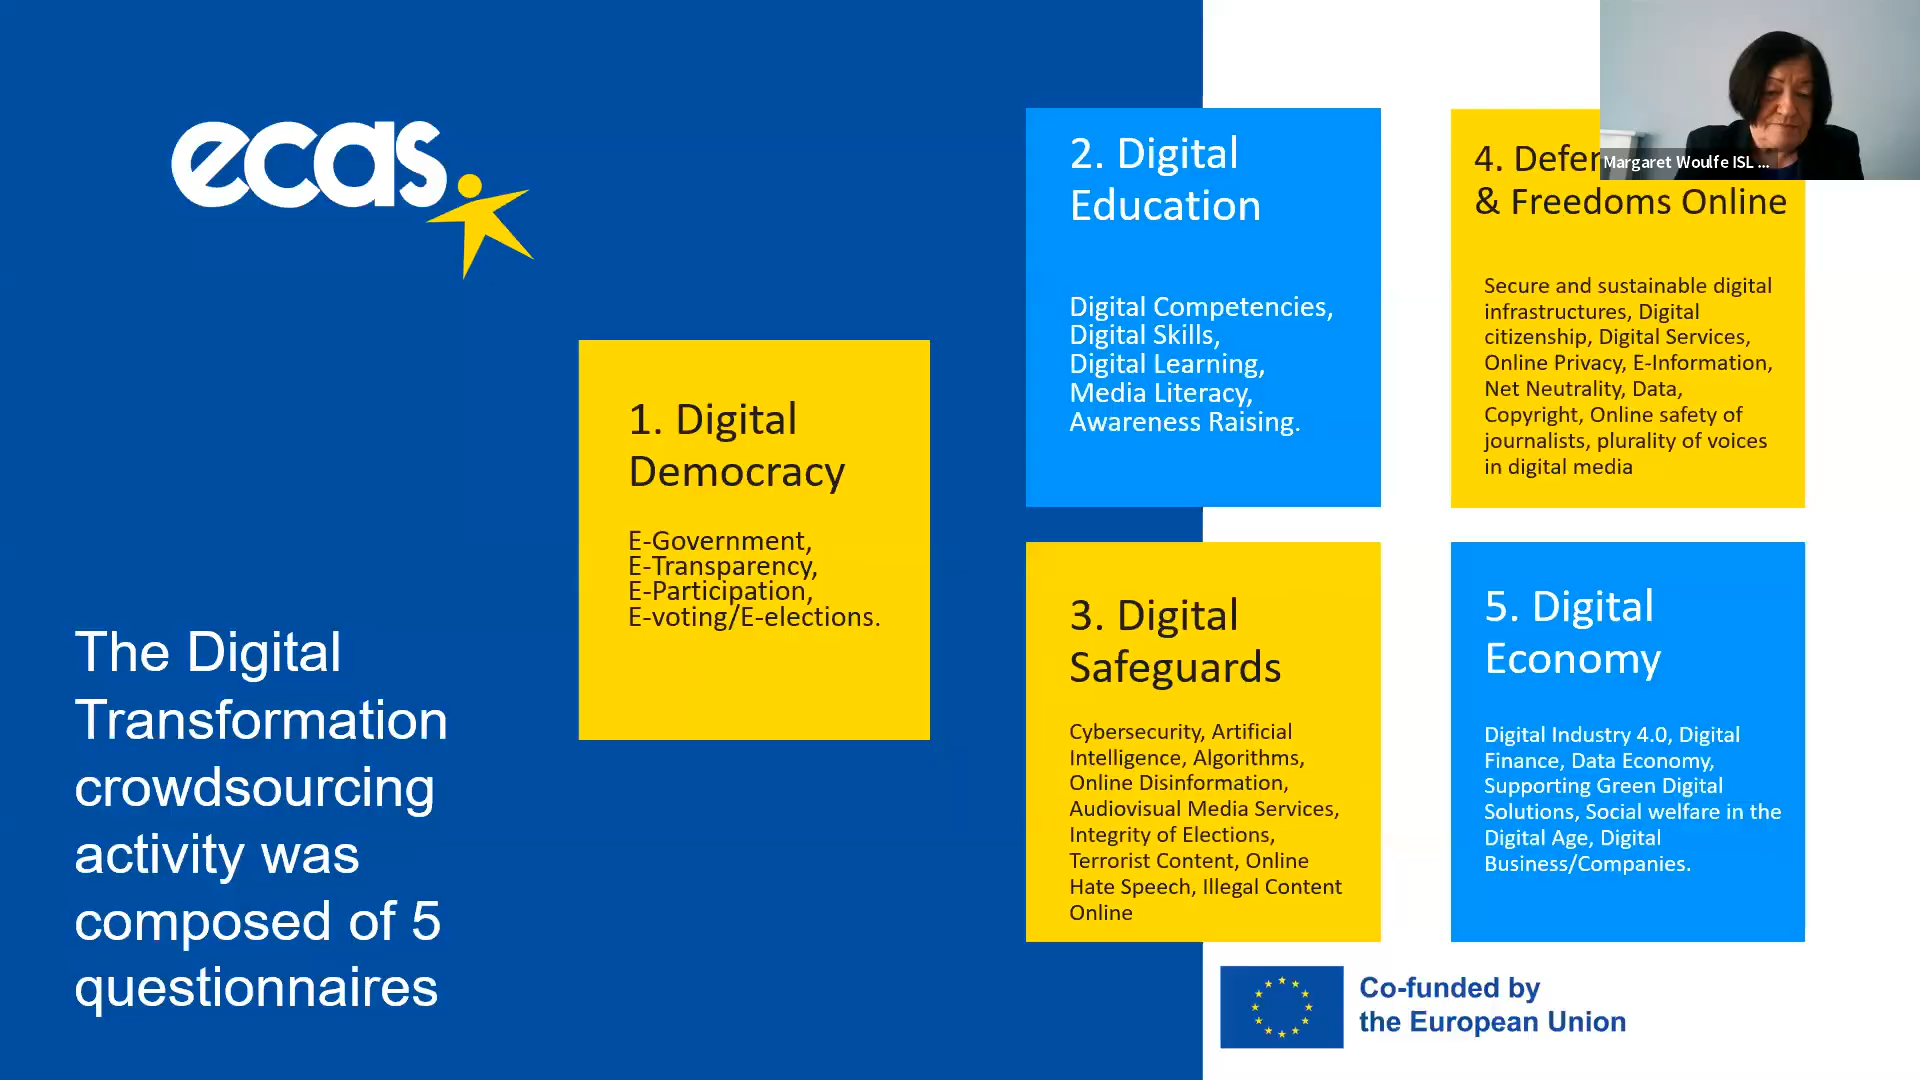 ecas
The Digital
Transformation
crowdsourcing
activity was
composed of 5
questionnaires
1. Digital
Democracy
E-Government,
E-Transparency,
E-Participation,
E-voting/E-elections.
2. Digital
Education
Digital Competencies,
Digital Skills,
Digital Learning,
Media Literacy,
Awareness Raising.
3. Digital
Safeguards
Cybersecurity, Artificial
Intelligence, Algorithms,
Online Disinformation,
Audiovisual Media Services,
Integrity of Elections,
Terrorist Content, Online
Hate Speech, Illegal Content
Online
4.
& Freedoms Online
Secure and sustainable digital
infrastructures, Digital
citizenship, Digital Services,
Online Privacy, E-Information,
Net Neutrality, Data,
Copyright, Online safety of
journalists, plurality of voices
in digital media
5. Digital
Economy
Digital Industry 4.0, Digital
Finance, Data Economy,
Supporting Green Digital
Solutions, Social welfare in the
Digital Age, Digital
Business/Companies.
Margaret Woulfe ISL ...
Co-funded by
the European Union